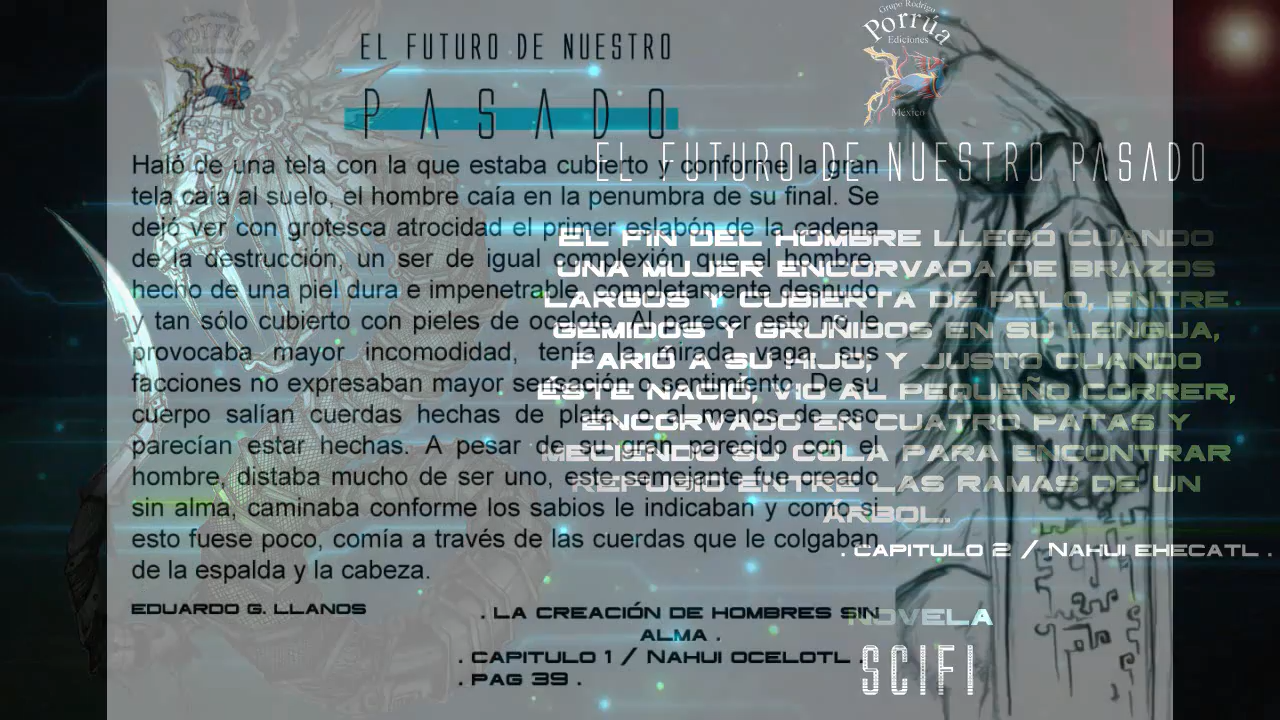 Grupo Rodrigo
Porrúa
Ediciones
México
EL FUTURO DE NUESTRO
PASADO
Haló de una tela con la que estaba cubierto y conforme la gran
tela caía al suelo, el hombre caía en la penumbra de su final. Se
dejó ver con grotesca atrocidad el primer eslabón de la cadena
de la destrucción, un ser de igual complexión que el hombre,
hecho de una piel dura e impenetrable, completamente desnudo
y tan sólo cubierto con pieles de ocelote. Al parecer esto no le
provocaba mayor incomodidad, tenía la mirada vaga, sus
facciones no expresaban mayor sensación o sentimiento. De su
cuerpo salían cuerdas hechas de plata, o al menos de eso
parecían estar hechas. A pesar de su gran parecido con el
hombre, distaba mucho de ser uno, este semejante fue creado
sin alma, caminaba conforme los sabios le indicaban y como si
esto fuese poco, comía a través de las cuerdas que le colgaban
de la espalda y la cabeza.
EDUARDO G. LLANOS
. LA CREACIÓN DE HOMBRES SIN
ALMA .
. CAPITULO 1 / NAHUI OCELOTL .
. PAG 39 .
EL FUTURO DE NUESTRO PASADO
EL FIN DEL HOMBRE LLEGÓ CUANDO
UNA MUJER ENCORVADA DE BRAZOS
LARGOS Y CUBIERTA DE PELO, ENTRE
GEMIDOS Y GRUÑIDOS EN SU LENGUA,
PARIÓ A SU HIJO; Y JUSTO CUANDO
ÉSTE NACIÓ, VIO AL PEQUEÑO CORRER,
ENCORVADO EN CUATRO PATAS Y
MECIENDO SU COLA PARA ENCONTRAR
REFUGIO ENTRE LAS RAMAS DE UN
ÁRBOL..
. CAPITULO 2 / NAHUI EHECATL .
NOVELA
SCIFI